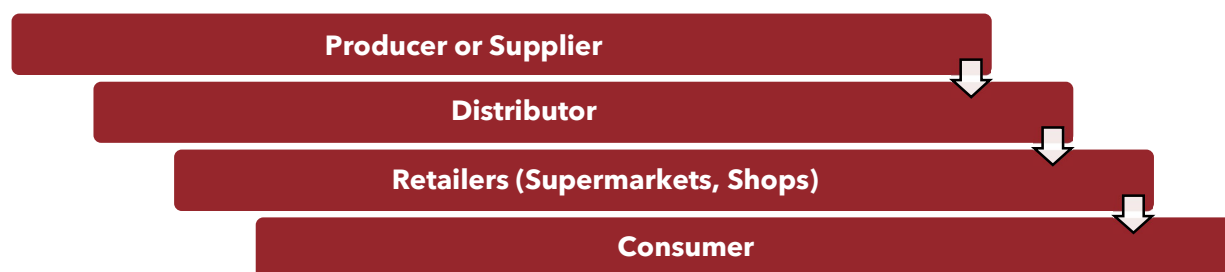 Producer or Supplier
Distributor
Retailers (Supermarkets, Shops)
Consumer